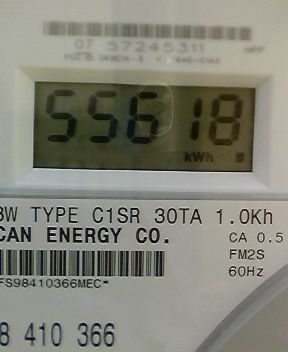 07 57245311
55618
kWh
3W TYPE C1SR 30TA 1.0Kh
CAN ENERGY CO.
CA 0.5
FM2S
60Hz
FS98410366MEC*
8 410 366